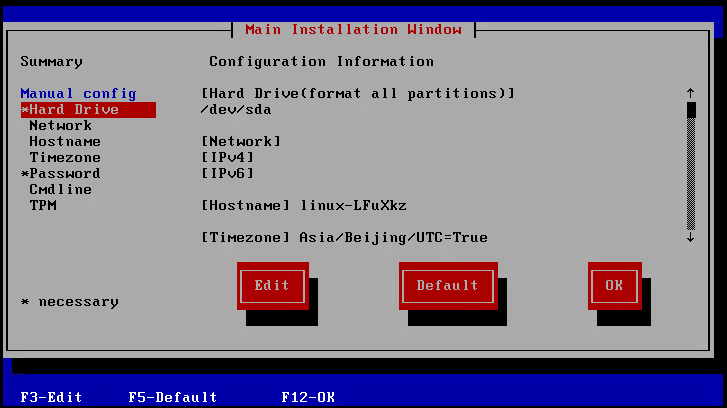 Main Installation Window
Summary Configuration Information
Manual config [Hard Drive(format all partitions)]
*Hard Drive /dev/sda
Network
Hostname [Network]
Timezone [IPv4]
*Password [IPv6]
Cmdline
TPM [Hostname] linux-LFuXkz
[Timezone] Asia/Beijing/UTC=True
Edit Default OK
* necessary
F3-Edit F5-Default F12-OK